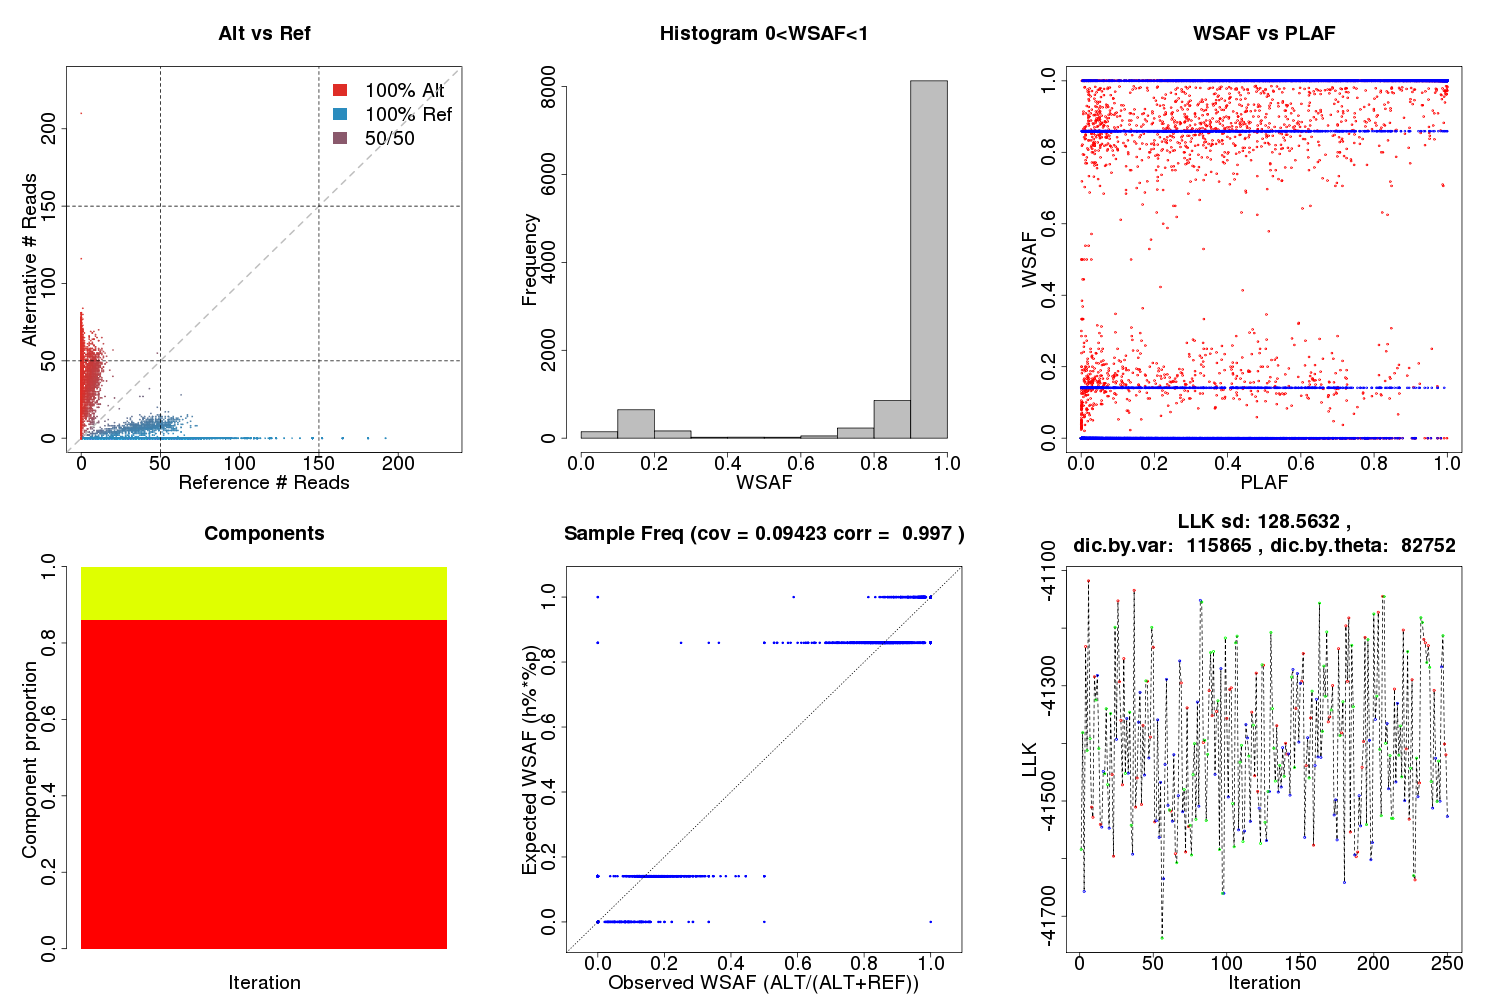 Alt vs Ref
100% Alt
100% Ref
50/50
Alternative # Reads
0
50
100
150
200
0
50
100
150
200
Reference # Reads
Histogram 0<WSAF<1
Frequency
0
2000
4000
6000
8000
0.0
0.2
0.4
0.6
0.8
1.0
WSAF
WSAF vs PLAF
WSAF
0.0
0.2
0.4
0.6
0.8
1.0
0.0
0.2
0.4
0.6
0.8
1.0
PLAF
Components
Component proportion
0.0
0.2
0.4
0.6
0.8
1.0
Iteration
Sample Freq (cov = 0.09423 corr = 0.997 )
Expected WSAF (h%*%p)
0.0
0.2
0.4
0.6
0.8
1.0
0.0
0.2
0.4
0.6
0.8
1.0
Observed WSAF (ALT/(ALT+REF))
LLK sd: 128.5632 ,
dic.by.var: 115865 , dic.by.theta: 82752
LLK
-41700
-41500
-41300
-41100
0
50
100
150
200
250
Iteration